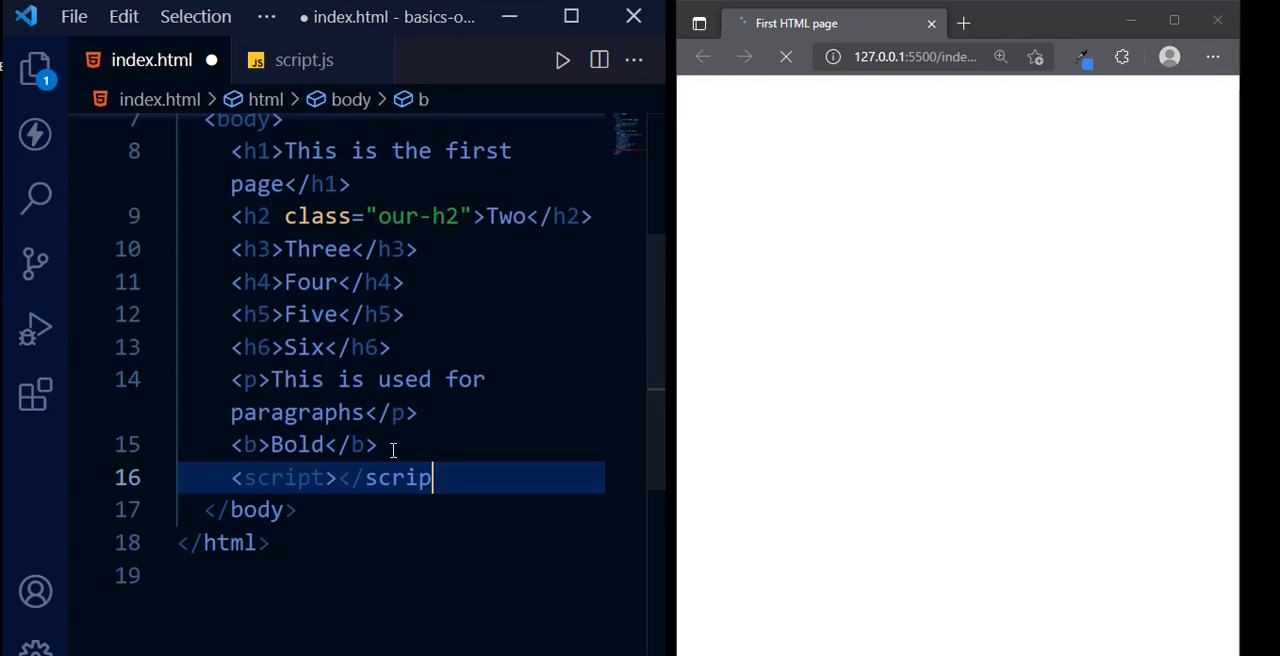 File Edit Selection ··· ● index.html - basics-o...
index.html ● JS script.js ···
index.html > html > body > b
7 <body>
8 <h1>This is the first
page</h1>
9 <h2 class="our-h2">Two</h2>
10 <h3>Three</h3>
11 <h4>Four</h4>
12 <h5>Five</h5>
13 <h6>Six</h6>
14 <p>This is used for
paragraphs</p>
15 <b>Bold</b>
16 <script></scrip
17 </body>
18 </html>
19
1
First HTML page
127.0.0.1:5500/inde...